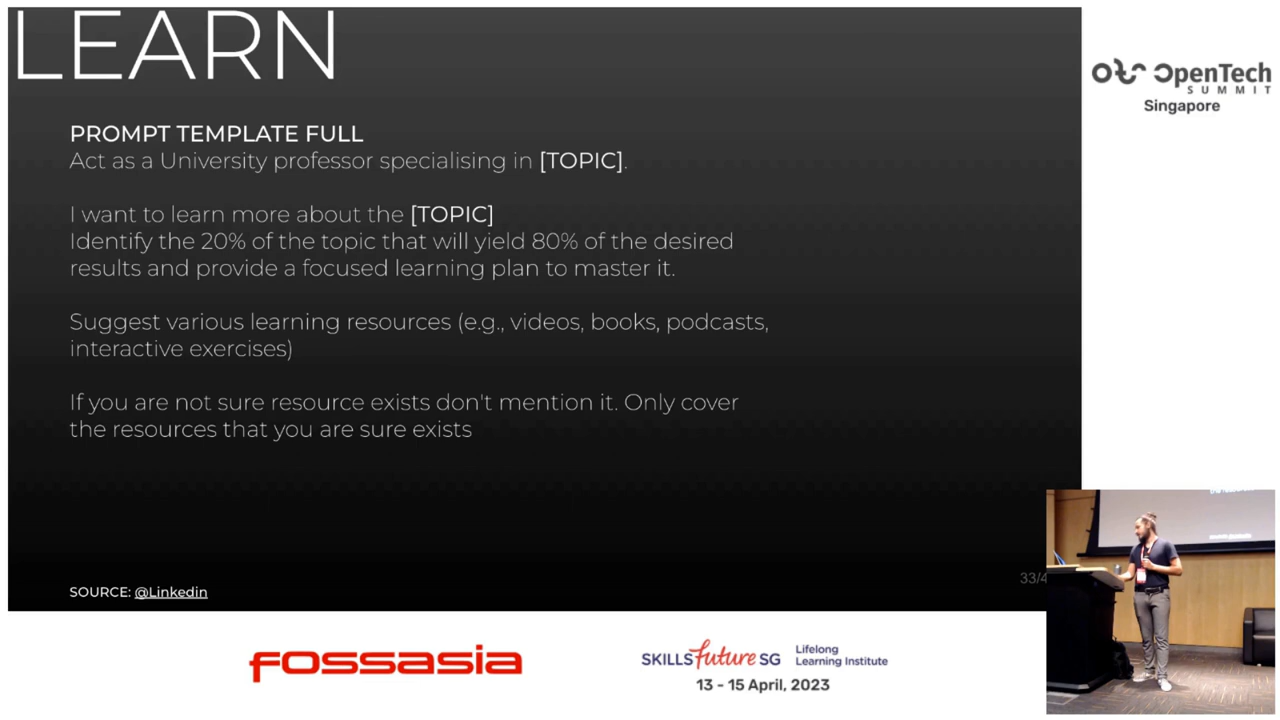 LEARN
PROMPT TEMPLATE FULL
Act as a University professor specialising in [TOPIC].
I want to learn more about the [TOPIC]
Identify the 20% of the topic that will yield 80% of the desired
results and provide a focused learning plan to master it.
Suggest various learning resources (e.g., videos, books, podcasts,
interactive exercises)
If you are not sure resource exists don't mention it. Only cover
the resources that you are sure exists
SOURCE: @Linkedin
33/4
OpenTech
SUMMIT
Singapore
fossasia
SKILLS future SG
Lifelong
Learning Institute
13 - 15 April, 2023